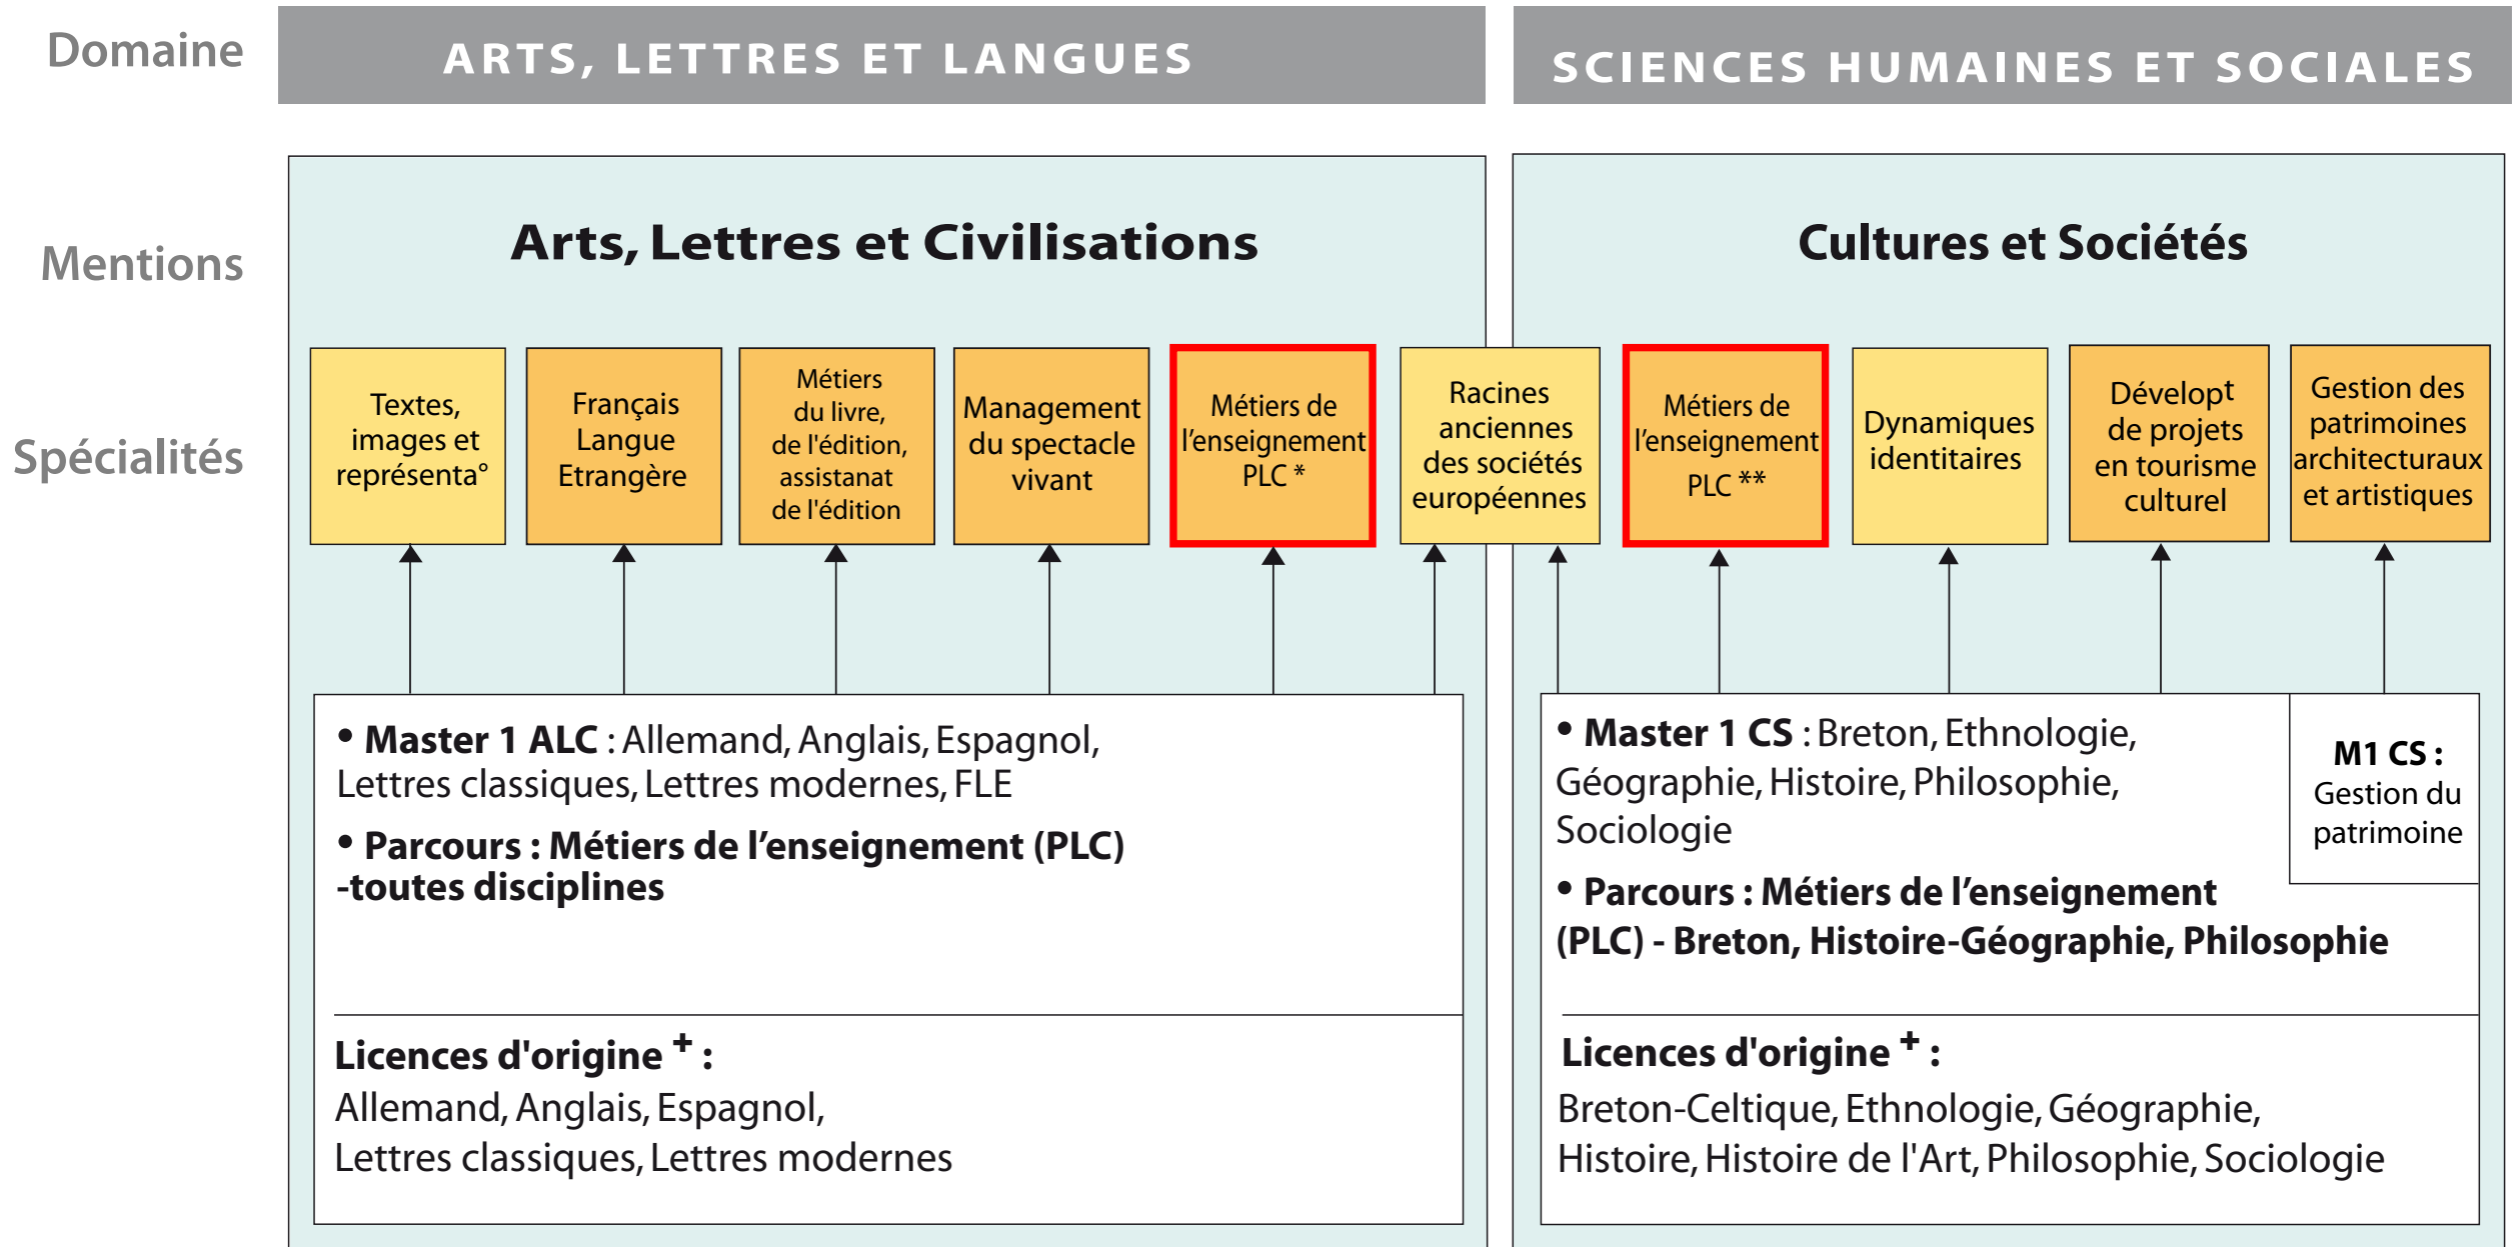 Domaine
ARTS, LETTRES ET LANGUES
SCIENCES HUMAINES ET SOCIALES
Mentions
Arts, Lettres et Civilisations
Cultures et Sociétés
Spécialités
Textes,
images et
représenta°
Français
Langue
Etrangère
Métiers
du livre,
de l'édition,
assistanat
de l'édition
Management
du spectacle
vivant
Métiers de
l’enseignement
PLC *
Racines
anciennes
des sociétés
européennes
Métiers de
l’enseignement
PLC **
Dynamiques
identitaires
Dévelopt
de projets
en tourisme
culturel
Gestion des
patrimoines
architecturaux
et artistiques
• Master 1 ALC : Allemand, Anglais, Espagnol,
Lettres classiques, Lettres modernes, FLE
• Parcours : Métiers de l’enseignement (PLC)
-toutes disciplines
Licences d'origine + :
Allemand, Anglais, Espagnol,
Lettres classiques, Lettres modernes
• Master 1 CS : Breton, Ethnologie,
Géographie, Histoire, Philosophie,
Sociologie
• Parcours : Métiers de l’enseignement
(PLC) - Breton, Histoire-Géographie, Philosophie
M1 CS :
Gestion du
patrimoine
Licences d'origine + :
Breton-Celtique, Ethnologie, Géographie,
Histoire, Histoire de l'Art, Philosophie, Sociologie